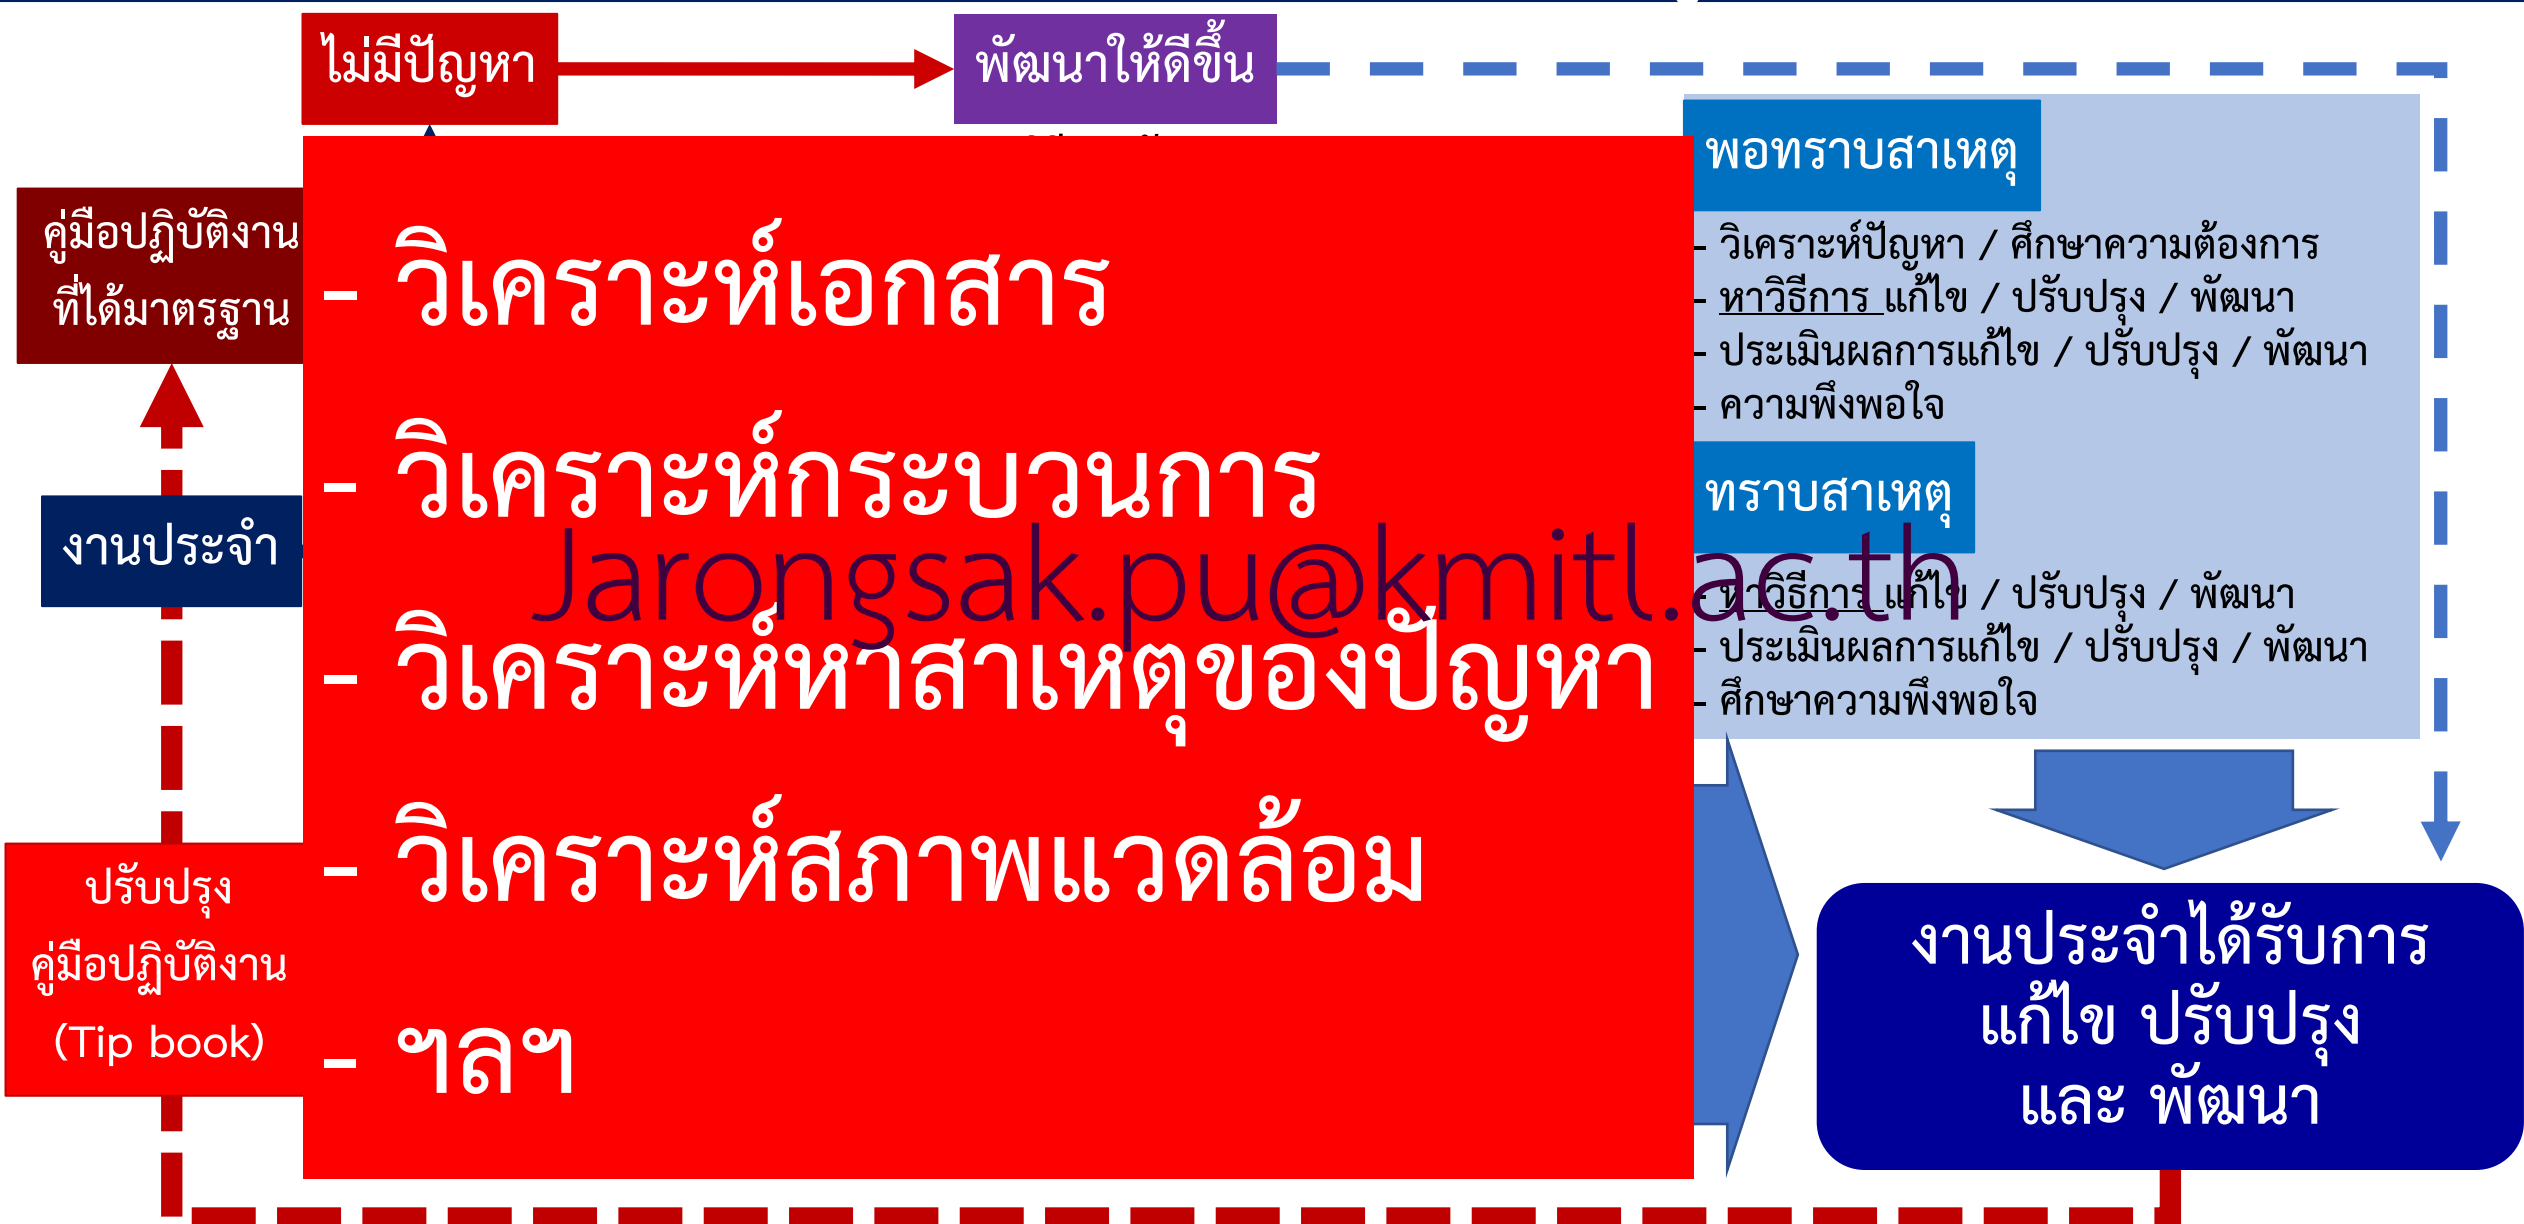 ไม่มีปัญหา
พัฒนาให้ดีขึ้น
คู่มือปฏิบัติงาน
ที่ได้มาตรฐาน
งานประจำ
ปรับปรุง
คู่มือปฏิบัติงาน
(Tip book)
- วิเคราะห์เอกสาร
- วิเคราะห์กระบวนการ
- วิเคราะห์หาสาเหตุของปัญหา
- วิเคราะห์สภาพแวดล้อม
- ฯลฯ
Jarongsak.pu@kmitl.ac.th
พอทราบสาเหตุ
- วิเคราะห์ปัญหา / ศึกษาความต้องการ
- หาวิธีการ แก้ไข / ปรับปรุง / พัฒนา
- ประเมินผลการแก้ไข / ปรับปรุง / พัฒนา
- ความพึงพอใจ
ทราบสาเหตุ
- หาวิธีการ แก้ไข / ปรับปรุง / พัฒนา
- ประเมินผลการแก้ไข / ปรับปรุง / พัฒนา
- ศึกษาความพึงพอใจ
งานประจำได้รับการ
แก้ไข ปรับปรุง
และ พัฒนา